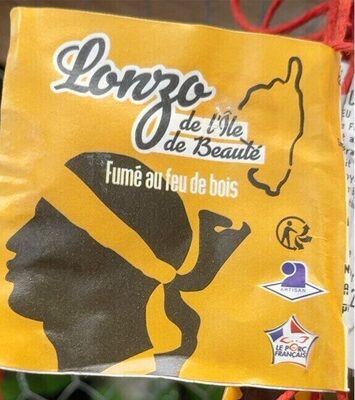 Lonzo
de l'Île
de Beauté
Fumé au feu de bois
ARTISAN
LE PORC
FRANÇAIS